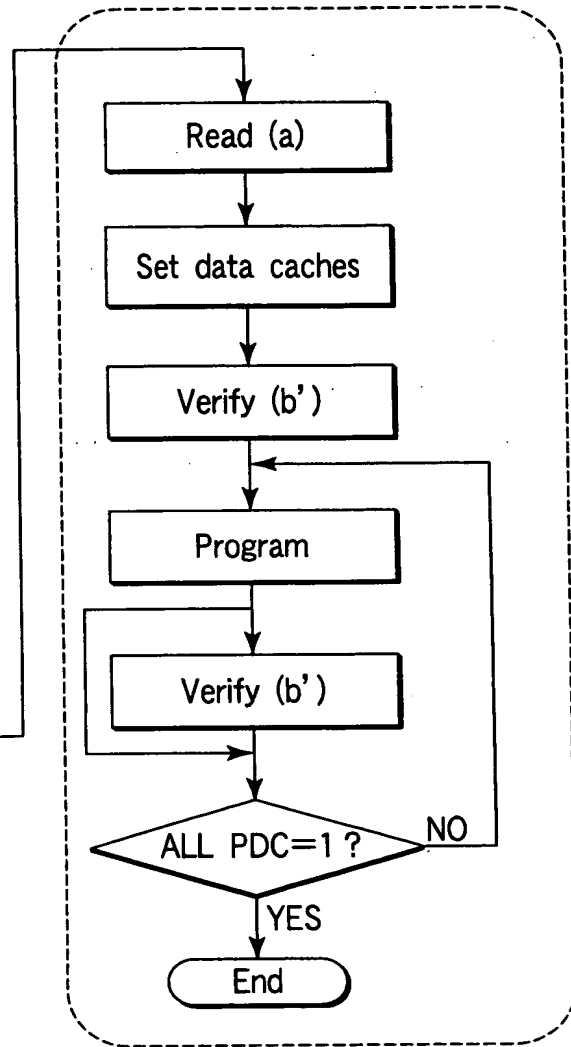 Read (a)
Set data caches
Verify (b')
Program
Verify (b')
ALL PDC=1 ?
NO
YES
End